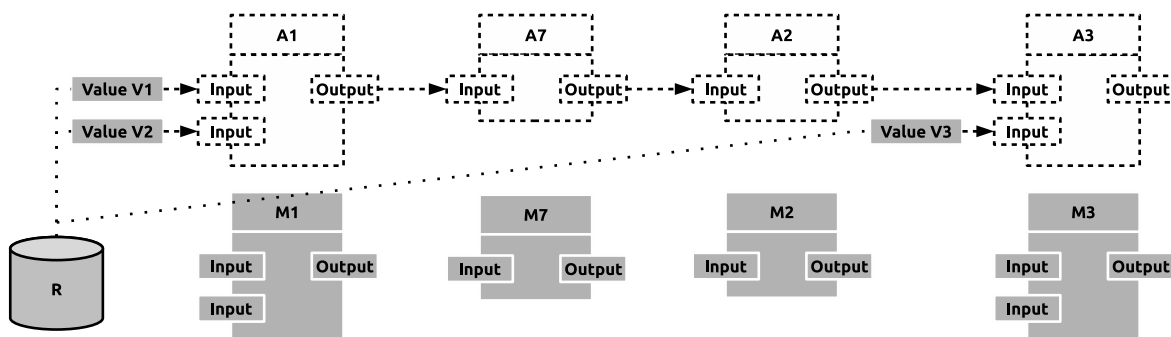 A1 A7 A2 A3
Value V1 Input Output Input Output Input Output Input Output
Value V2 Input Value V3 Input
M1 M7 M2 M3
Input Output Input Output Input Output Input Output
R
Input Input